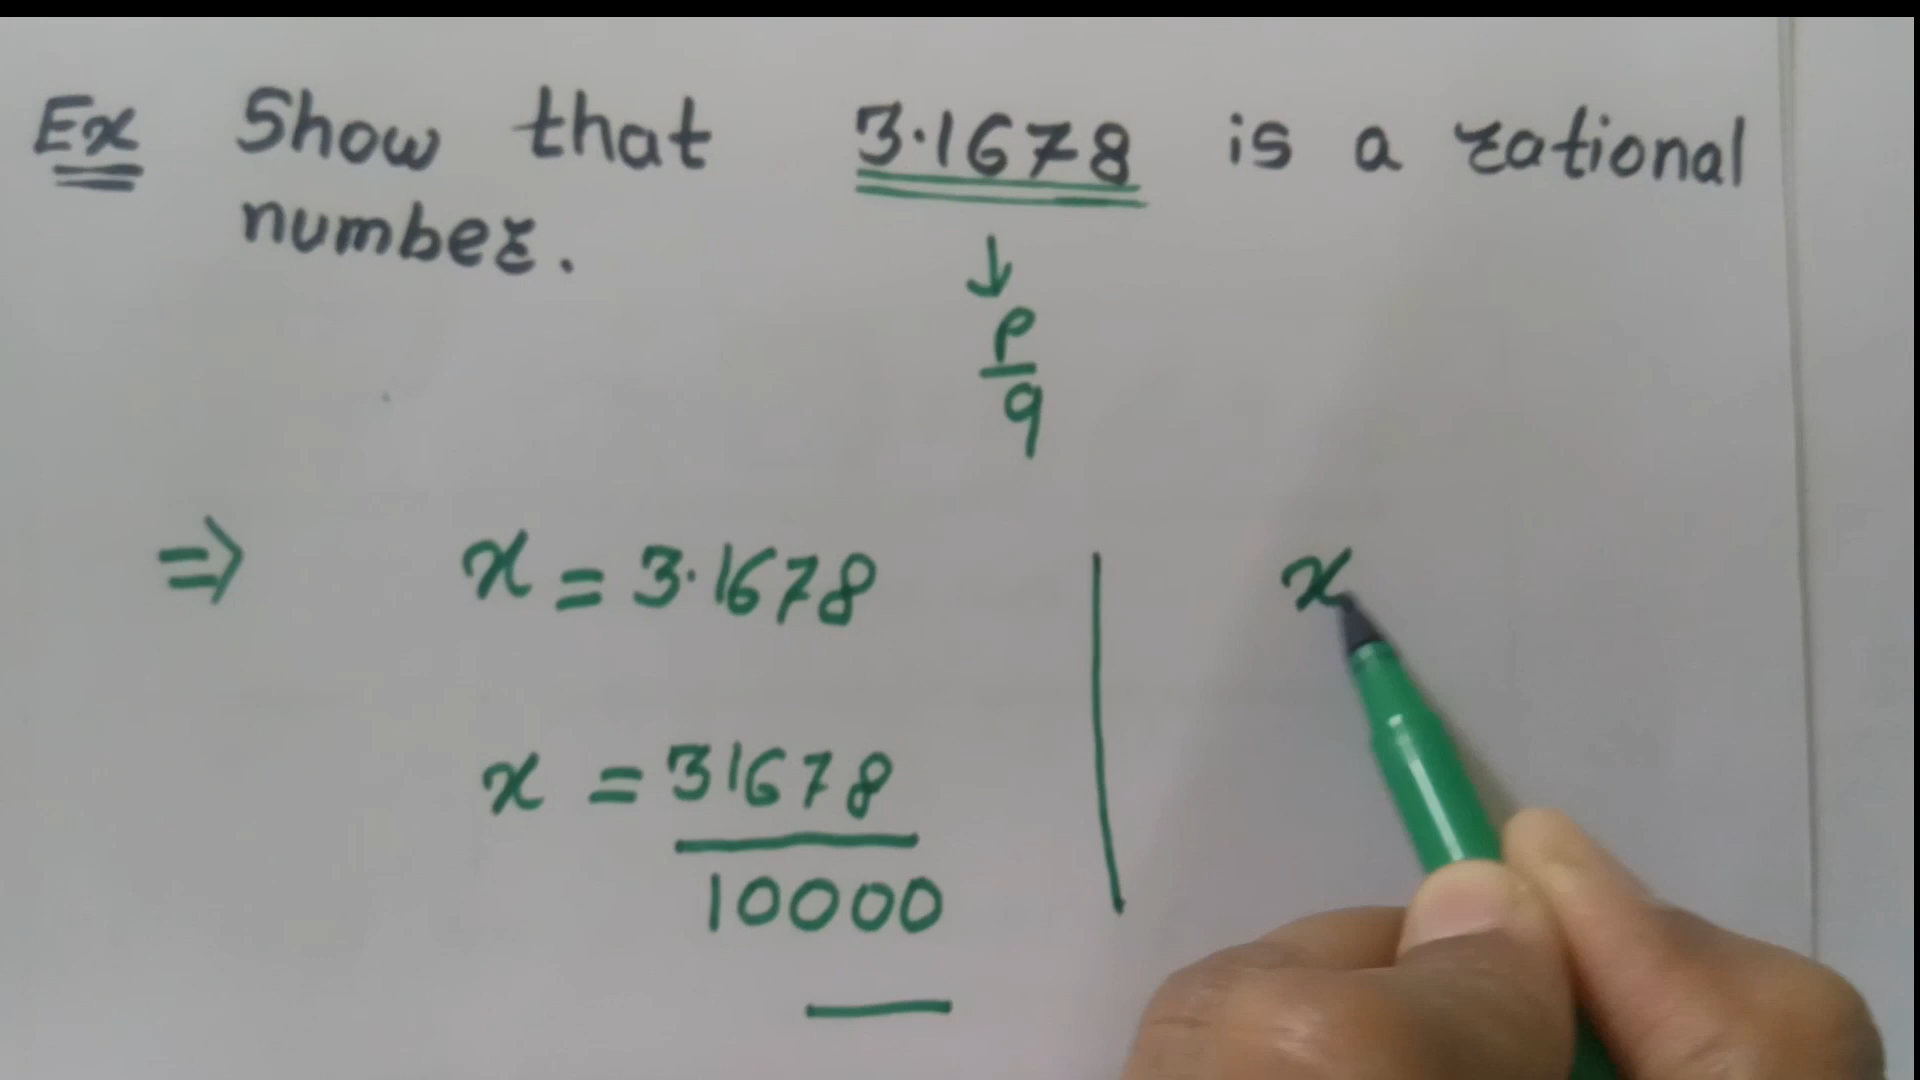 Ex Show that 3.1678 is a rational
number.
↓
p
q
⇒ x = 3.1678
x = 31678
10000
x